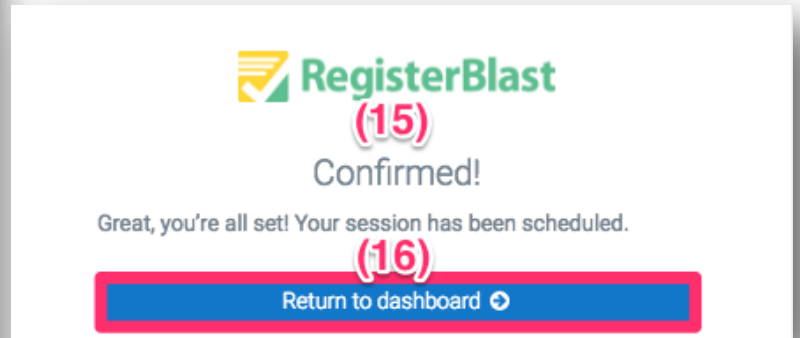 RegisterBlast
(15)
Confirmed!
Great, you're all set! Your session has been scheduled.
(16)
Return to dashboard